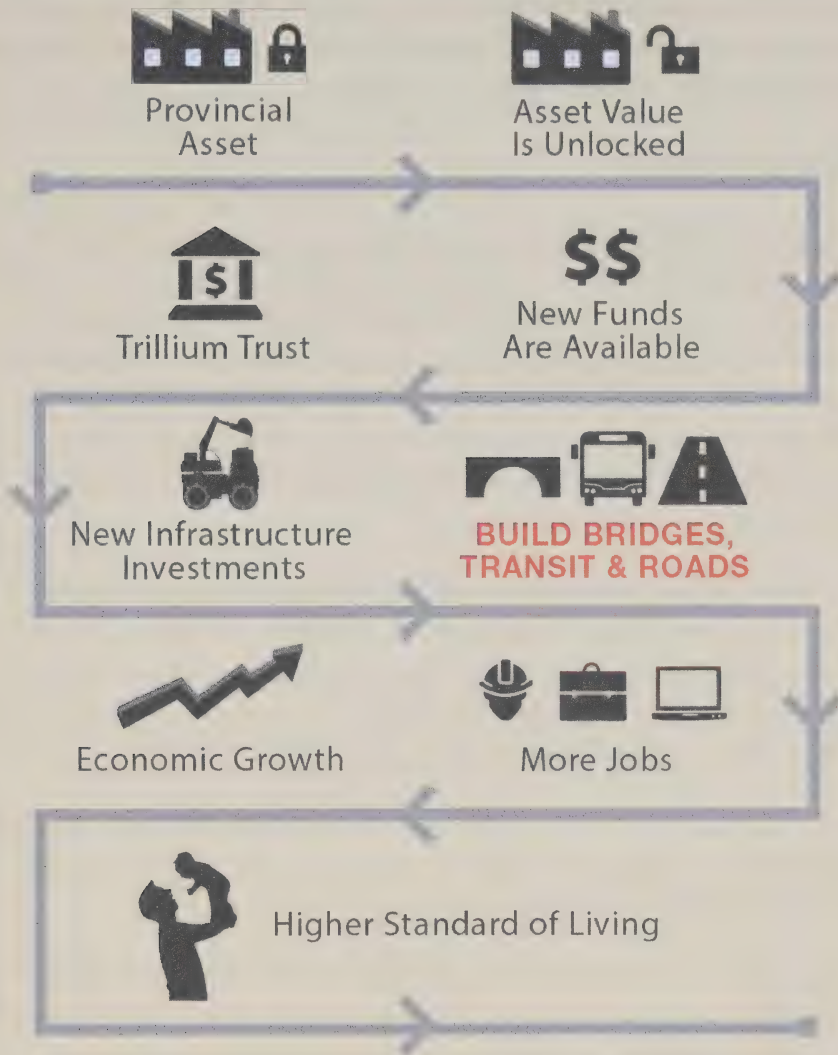 Provincial
Asset
Asset Value
Is Unlocked
Trillium Trust
$
$$
New Funds
Are Available
New Infrastructure
Investments
BUILD BRIDGES,
TRANSIT & ROADS
Economic Growth
More Jobs
Higher Standard of Living